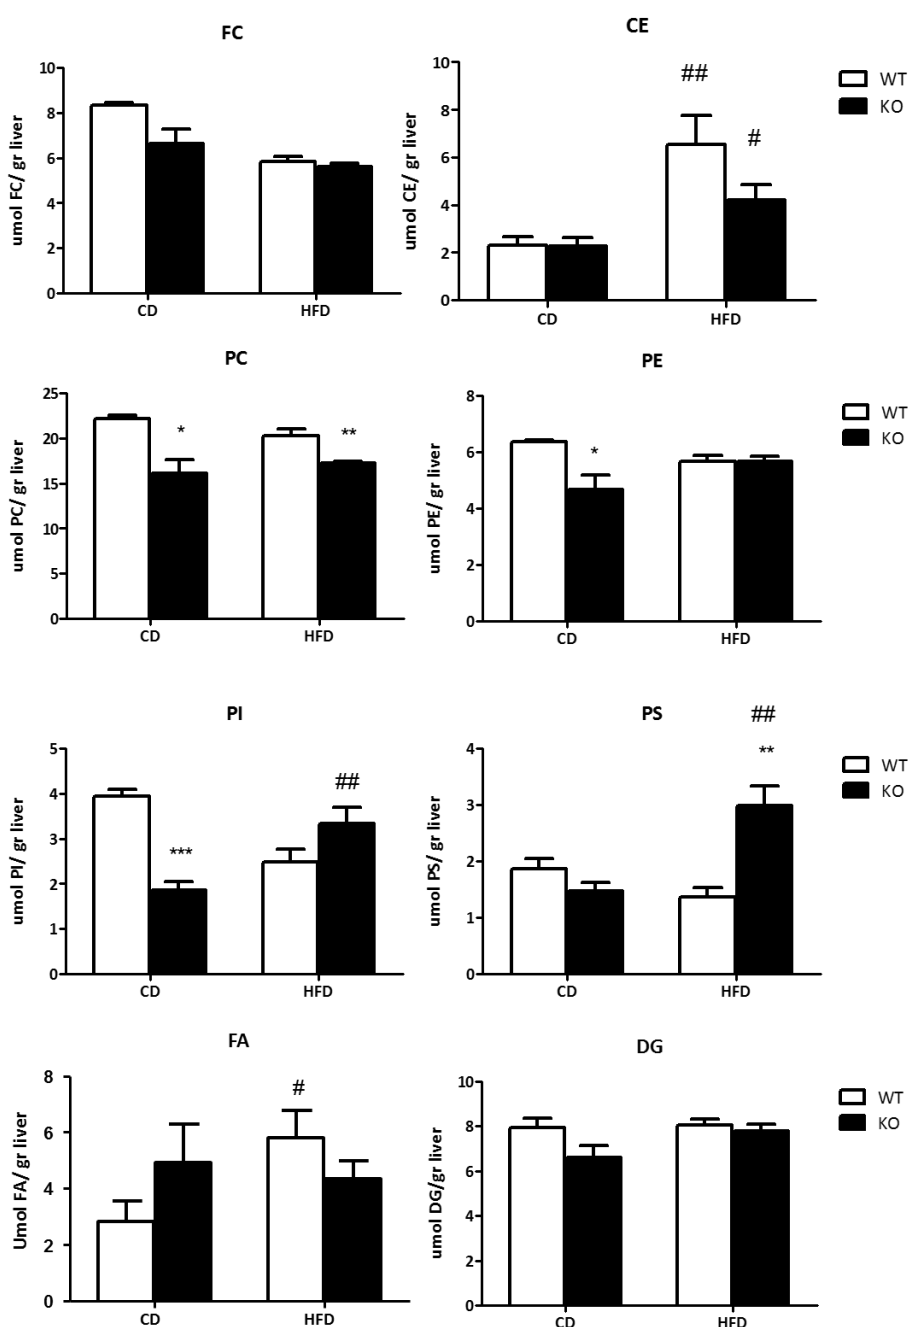 FC
umol FC/ gr liver
10
8
6
4
2
0
CD
HFD
CE
umol CE/ gr liver
10
8
6
4
2
0
##
#
CD
HFD
WT
KO
PC
umol PC/ gr liver
25
20
15
10
5
0
*
**
CD
HFD
PE
umol PE/ gr liver
8
6
4
2
0
*
CD
HFD
WT
KO
PI
umol PI/ gr liver
5
4
3
2
1
0
***
##
CD
HFD
PS
umol PS/ gr liver
4
3
2
1
0
##
**
CD
HFD
WT
KO
FA
Umol FA/ gr liver
8
6
4
2
0
#
CD
HFD
DG
umol DG/gr liver
10
8
6
4
2
0
CD
HFD
WT
KO